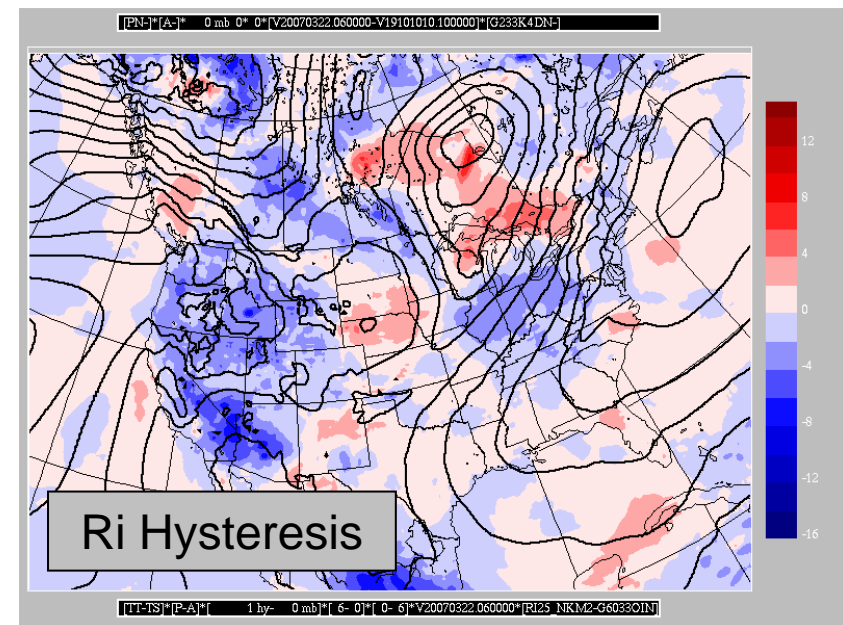 [PN-]*[A-]* 0 mb 0* 0*[V20070322.060000-V19101010.100000]*[G233K4DN-]
12
8
4
0
-4
-8
-12
-16
Ri Hysteresis
[TT-TS]*[P-A]*[ 1 hy- 0 mb]*[ 6- 0]*[ 0- 6]*V20070322.060000*[RI25_NKM2-G6033OIN]